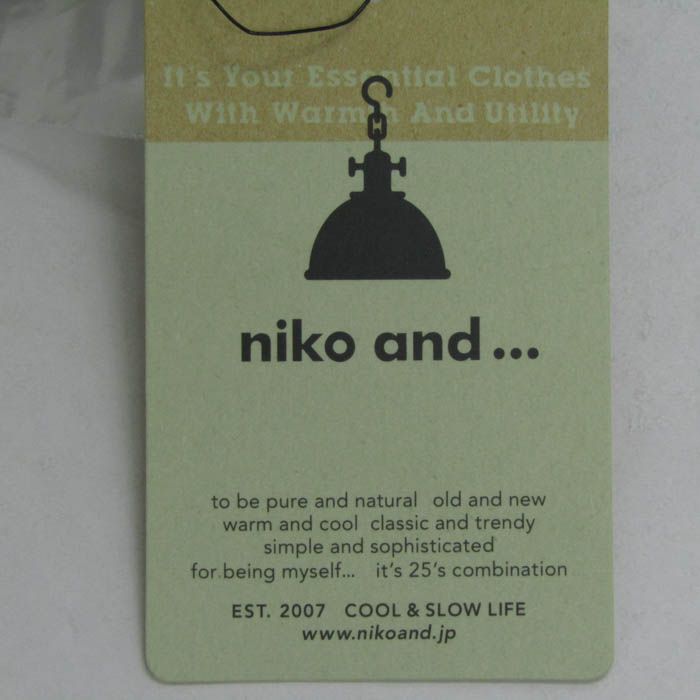 It's Your Essential Clothes
With Warmth And Utility
niko and...
to be pure and natural old and new
warm and cool classic and trendy
simple and sophisticated
for being myself... it's 25's combination
EST. 2007 COOL & SLOW LIFE
www.nikoand.jp